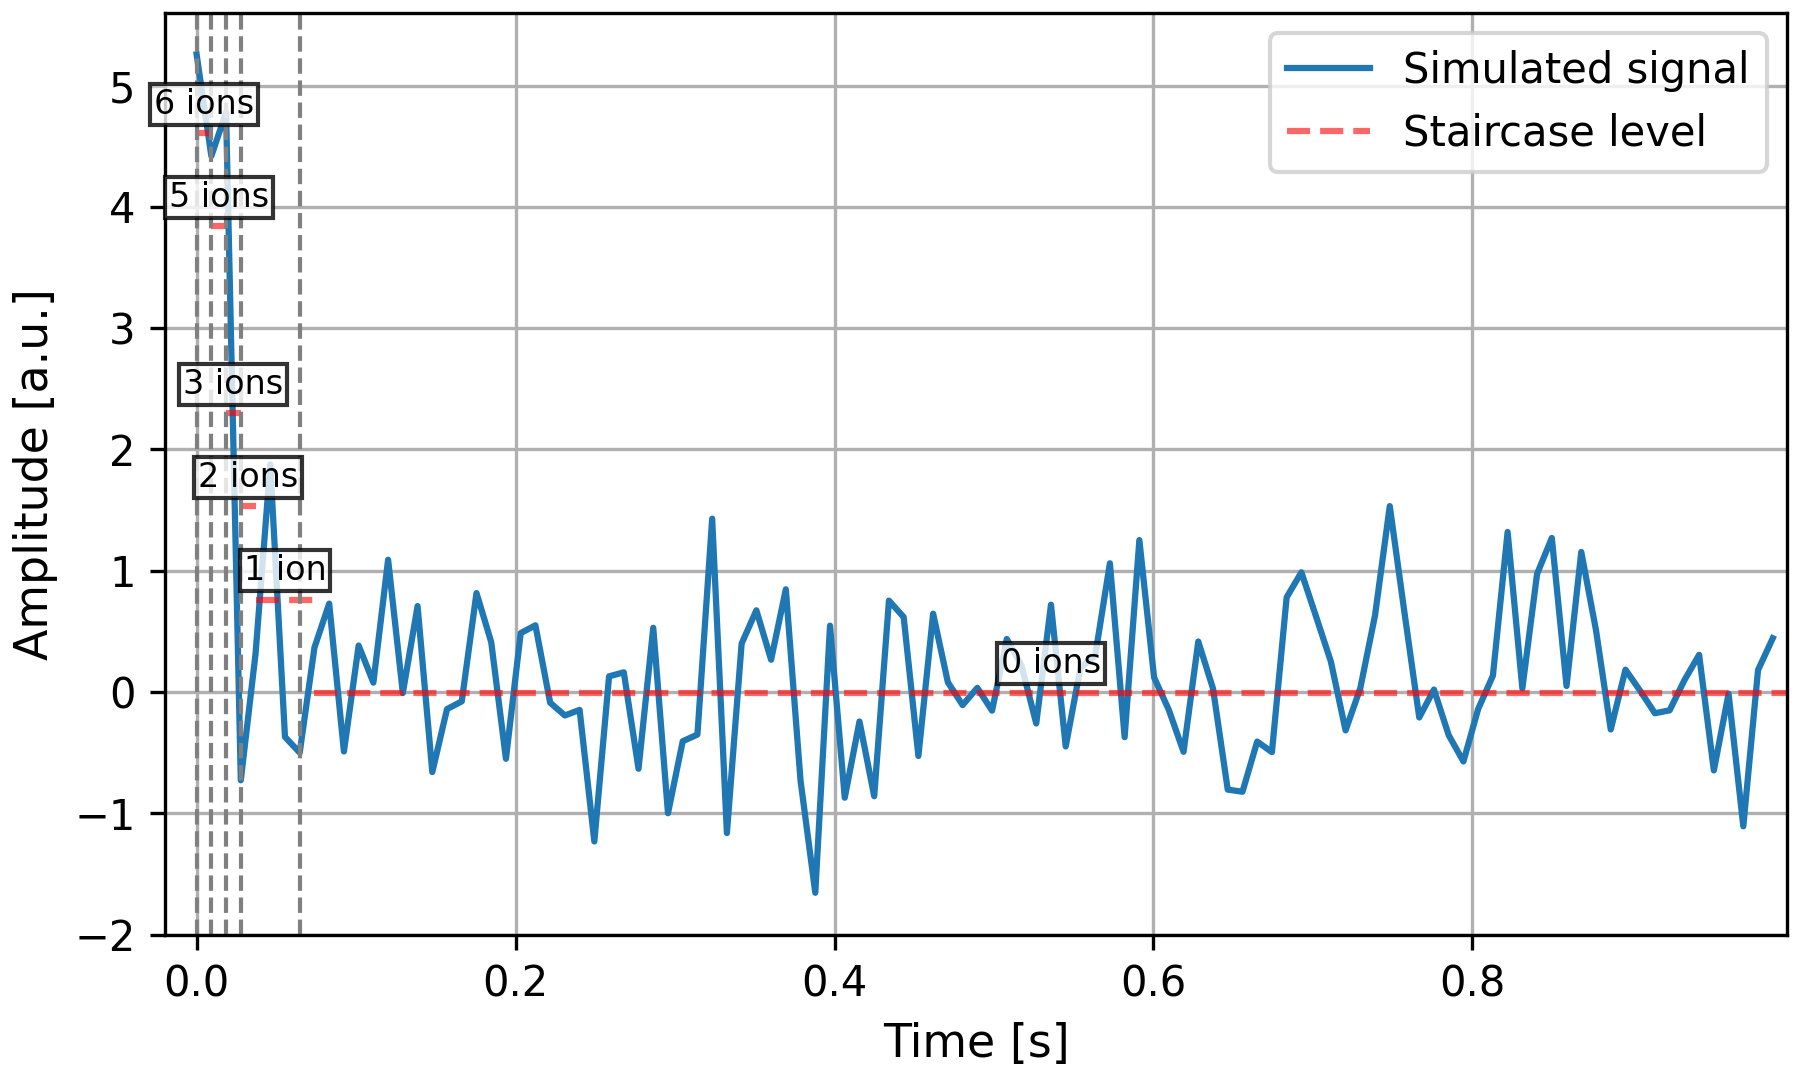 Simulated signal
Staircase level
6 ions
5 ions
3 ions
2 ions
1 ion
0 ions
5
4
3
2
1
0
−1
−2
Amplitude [a.u.]
0.0 0.2 0.4 0.6 0.8
Time [s]